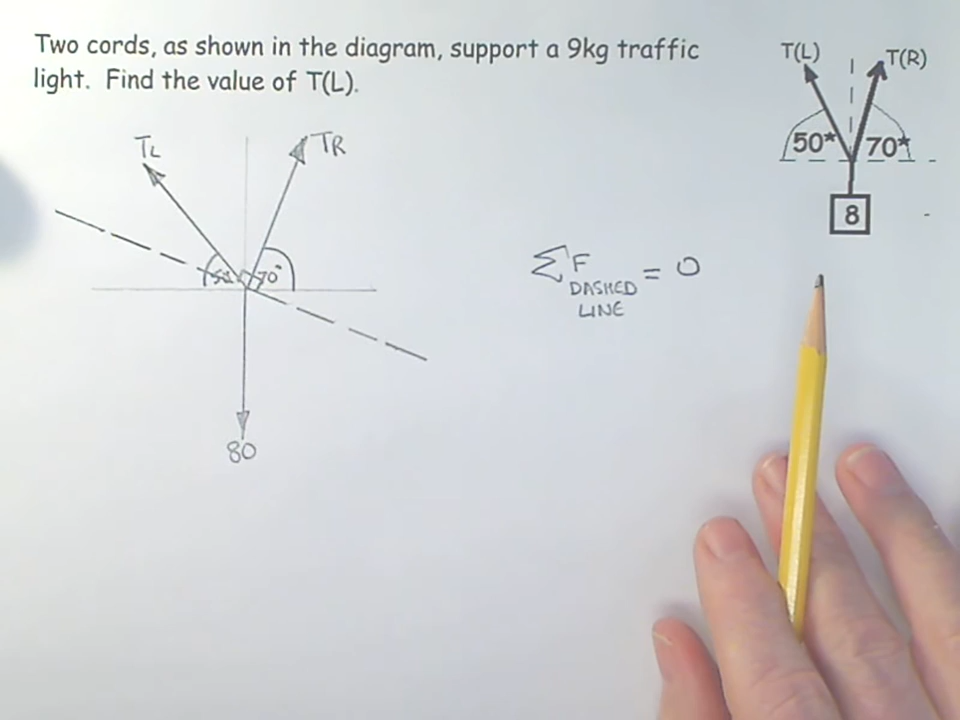 Two cords, as shown in the diagram, support a 9kg traffic
light. Find the value of T(L).
T(L)
T(R)
50*
70*
8
TL
TR
50°
70°
80
ΣF = 0
DASHED
LINE